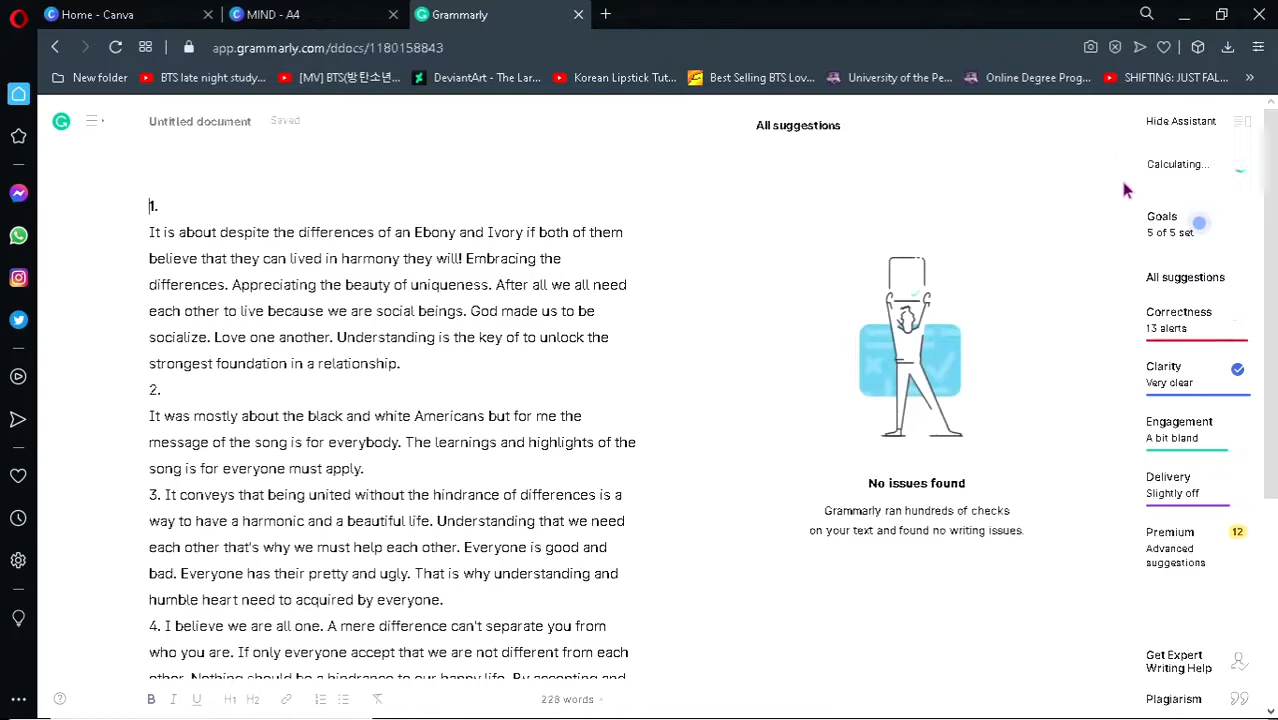 Home - Canva
MIND - A4
Grammarly
app.grammarly.com/ddocs/1180158843
New folder
BTS late night study...
[MV] BTS(방탄소년...
DeviantArt - The Lar...
Korean Lipstick Tut...
Best Selling BTS Lov...
University of the Pe...
Online Degree Prog...
SHIFTING: JUST FAL...
Untitled document
Saved
1.
It is about despite the differences of an Ebony and Ivory if both of them
believe that they can lived in harmony they will! Embracing the
differences. Appreciating the beauty of uniqueness. After all we all need
each other to live because we are social beings. God made us to be
socialize. Love one another. Understanding is the key of to unlock the
strongest foundation in a relationship.
2.
It was mostly about the black and white Americans but for me the
message of the song is for everybody. The learnings and highlights of the
song is for everyone must apply.
3. It conveys that being united without the hindrance of differences is a
way to have a harmonic and a beautiful life. Understanding that we need
each other that's why we must help each other. Everyone is good and
bad. Everyone has their pretty and ugly. That is why understanding and
humble heart need to acquired by everyone.
4. I believe we are all one. A mere difference can't separate you from
who you are. If only everyone accept that we are not different from each
other. Nothing should be a hindrance to our happy life. By accepting and
B I U H1 H2
228 words
All suggestions
No issues found
Grammarly ran hundreds of checks
on your text and found no writing issues.
Hide Assistant
Calculating...
Goals
5 of 5 set
All suggestions
Correctness
13 alerts
Clarity
Very clear
Engagement
A bit bland
Delivery
Slightly off
Premium
12
Advanced
suggestions
Get Expert
Writing Help
Plagiarism